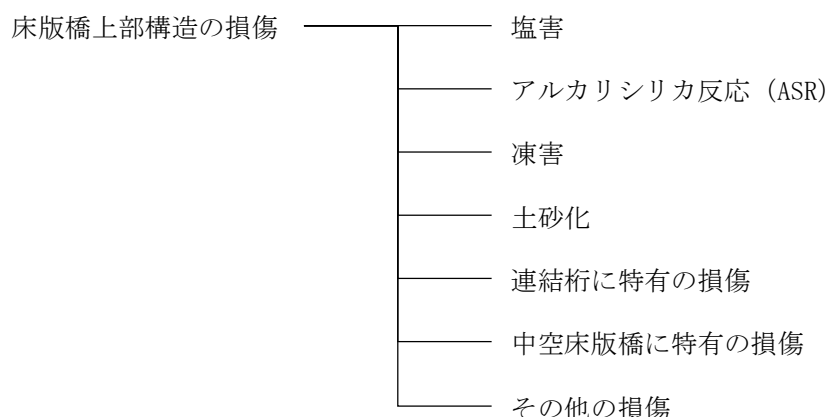 床版橋上部構造の損傷
塩害
アルカリシリカ反応 (ASR)
凍害
土砂化
連結桁に特有の損傷
中空床版橋に特有の損傷
その他の損傷